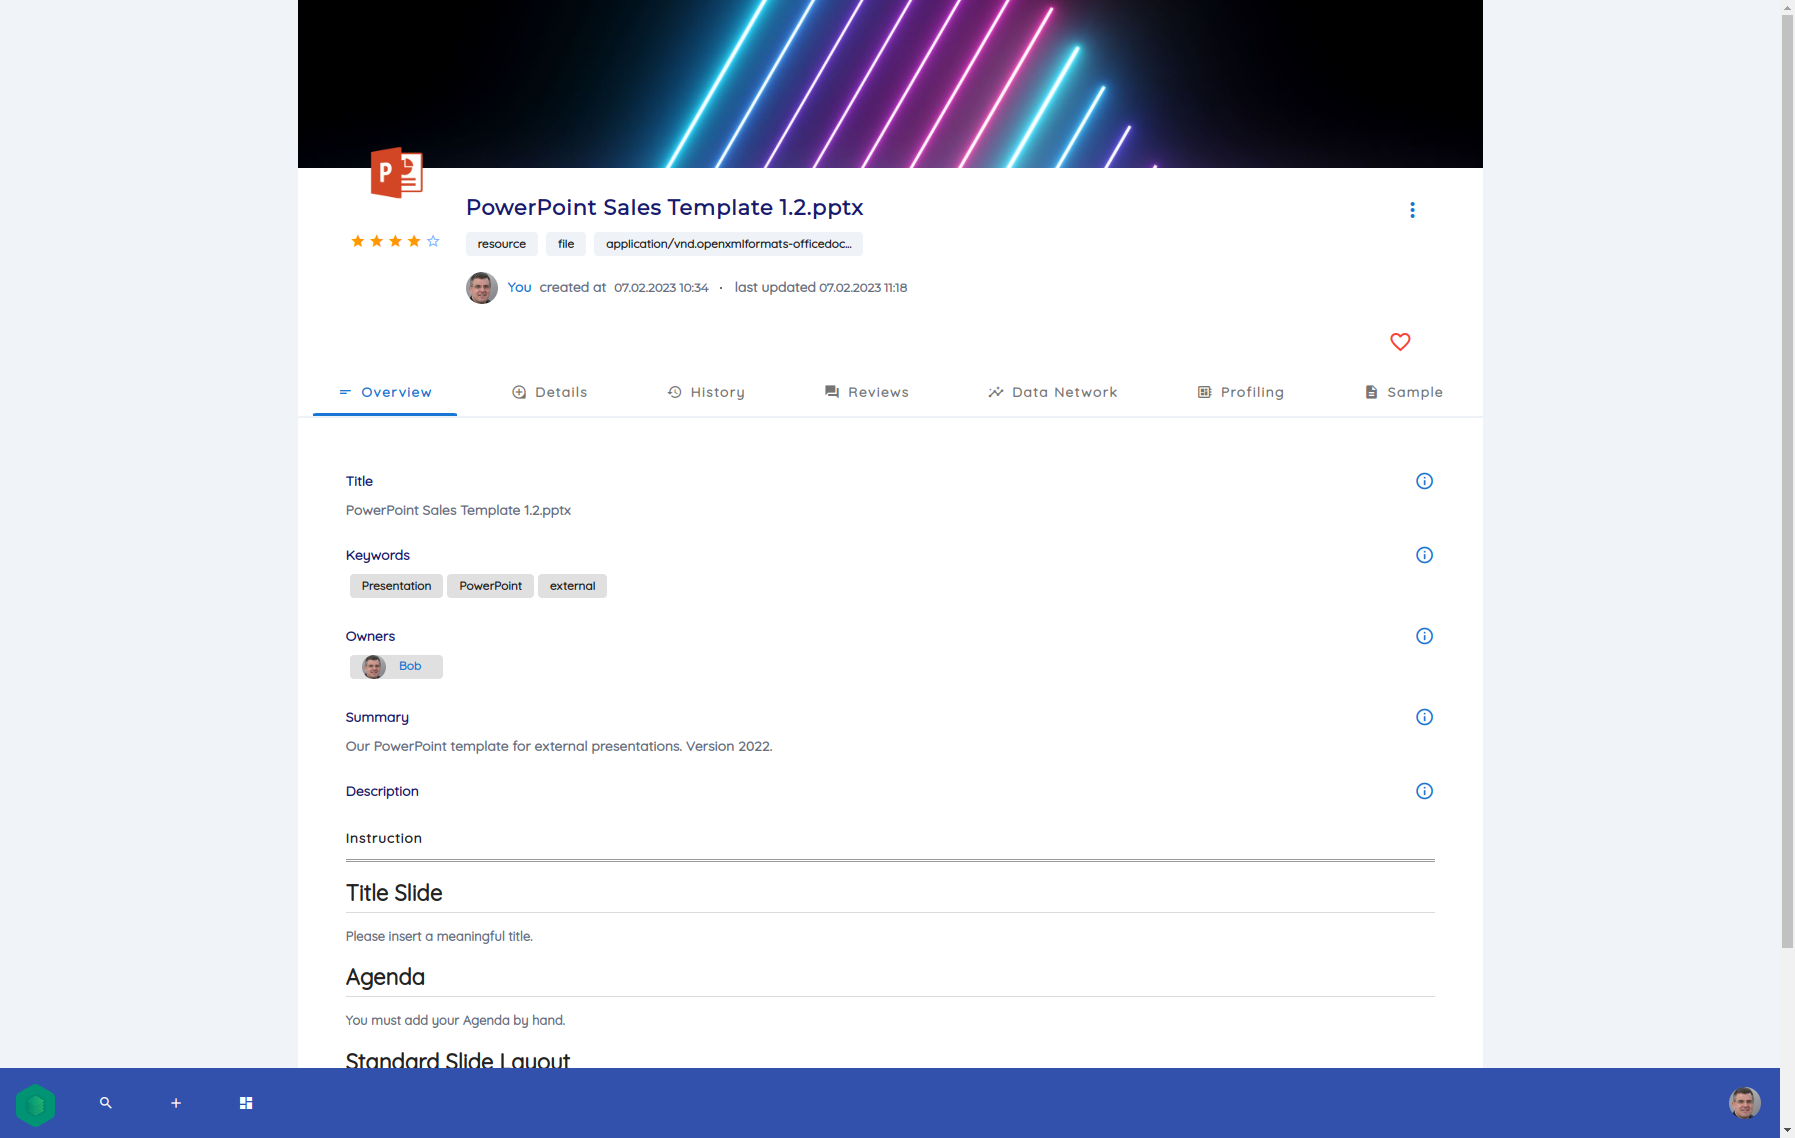 P
PowerPoint Sales Template 1.2.pptx
resource file application/vnd.openxmlformats-officedoc...
You created at 07.02.2023 10:34 · last updated 07.02.2023 11:18
Overview Details History Reviews Data Network Profiling Sample
Title
PowerPoint Sales Template 1.2.pptx
Keywords
Presentation PowerPoint external
Owners
Bob
Summary
Our PowerPoint template for external presentations. Version 2022.
Description
Instruction
Title Slide
Please insert a meaningful title.
Agenda
You must add your Agenda by hand.
Standard Slide Layout